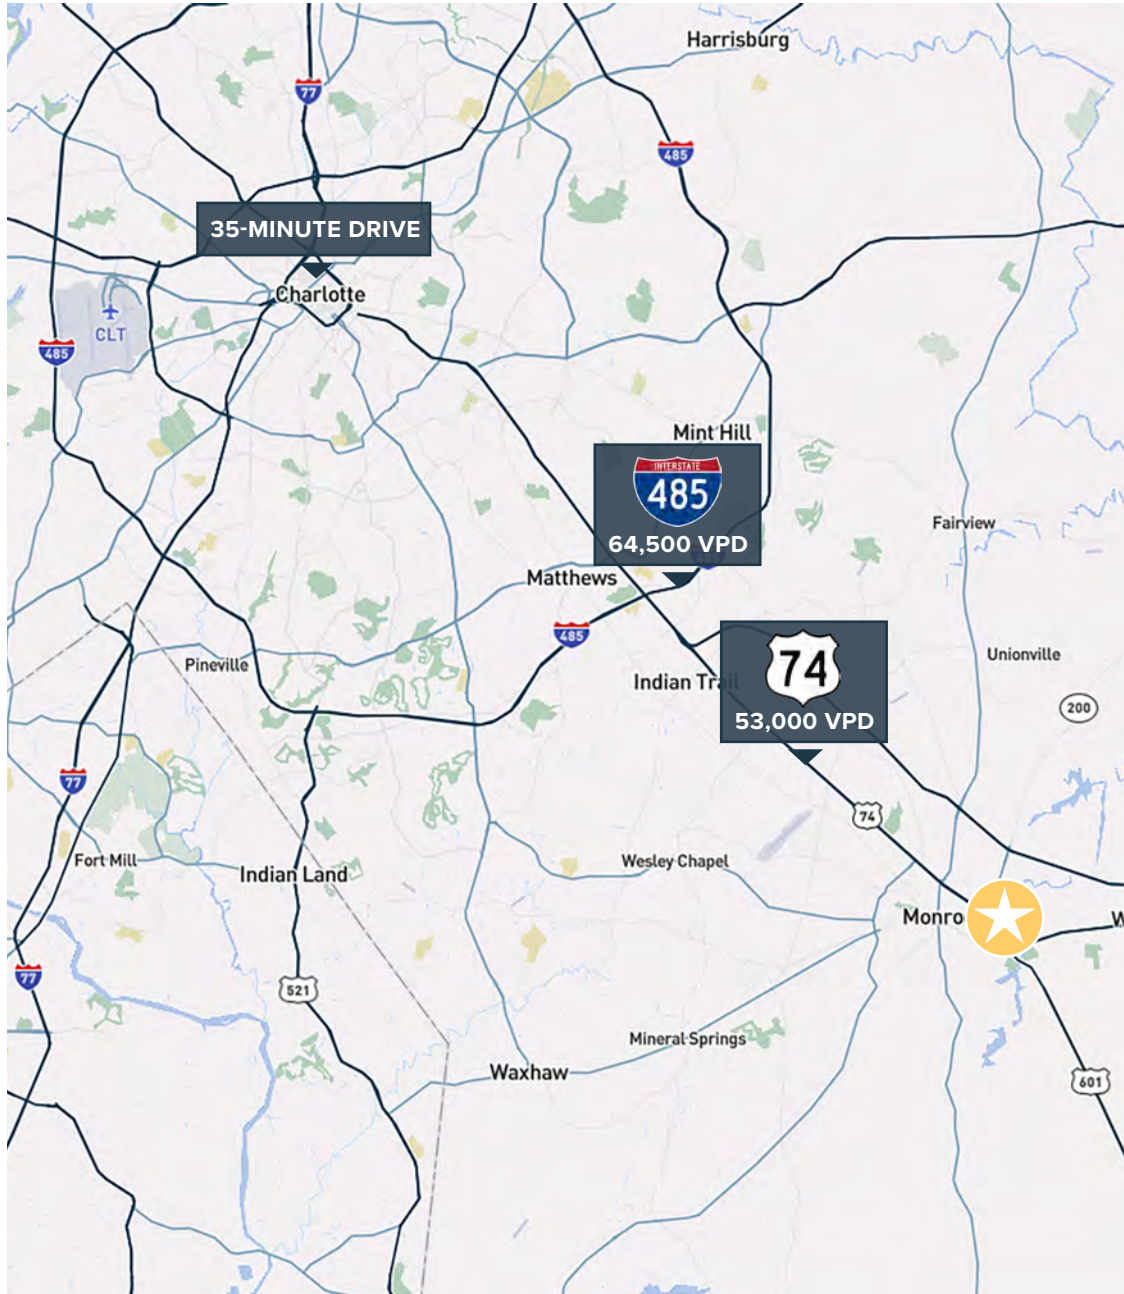 Harrisburg
77
485
35-MINUTE DRIVE
Charlotte
CLT
485
Mint Hill
INTERSTATE
485
64,500 VPD
Fairview
Matthews
485
Unionville
Pineville
Indian Trail
74
53,000 VPD
200
77
74
Fort Mill
Indian Land
Wesley Chapel
Monro
W
77
521
Mineral Springs
Waxhaw
601